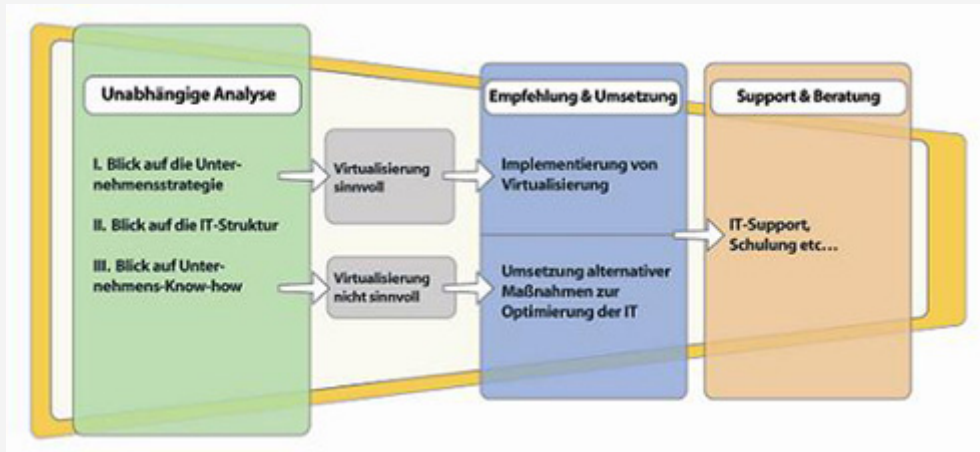 Unabhängige Analyse
I. Blick auf die Unter-
nehmensstrategie
II. Blick auf die IT-Struktur
III. Blick auf Unter-
nehmens-Know-how
Virtualisierung
sinnvoll
Virtualisierung
nicht sinnvoll
Empfehlung & Umsetzung
Implementierung von
Virtualisierung
Umsetzung alternativer
Maßnahmen zur
Optimierung der IT
Support & Beratung
IT-Support,
Schulung etc...